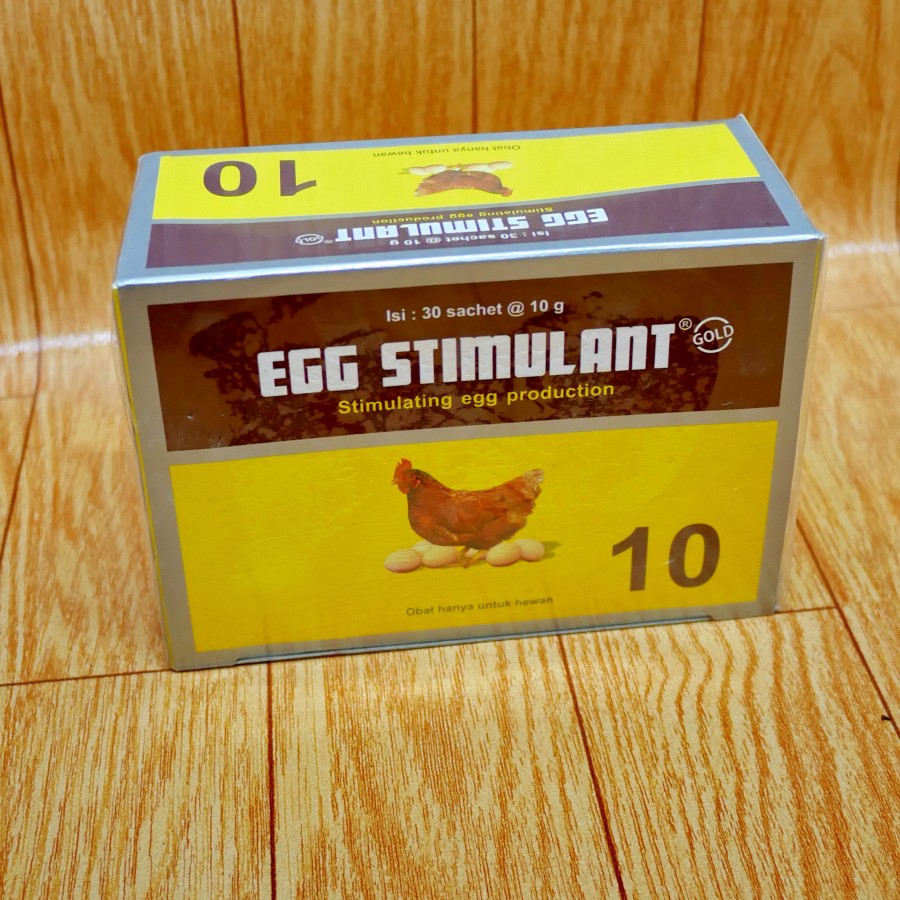 10
Obat hanya untuk hewan
Stimulating egg production
EGG STIMULANT® GOLD
Isi : 30 sachet @ 10 g
Isi : 30 sachet @ 10 g
EGG STIMULANT® GOLD
Stimulating egg production
10
Obat hanya untuk hewan